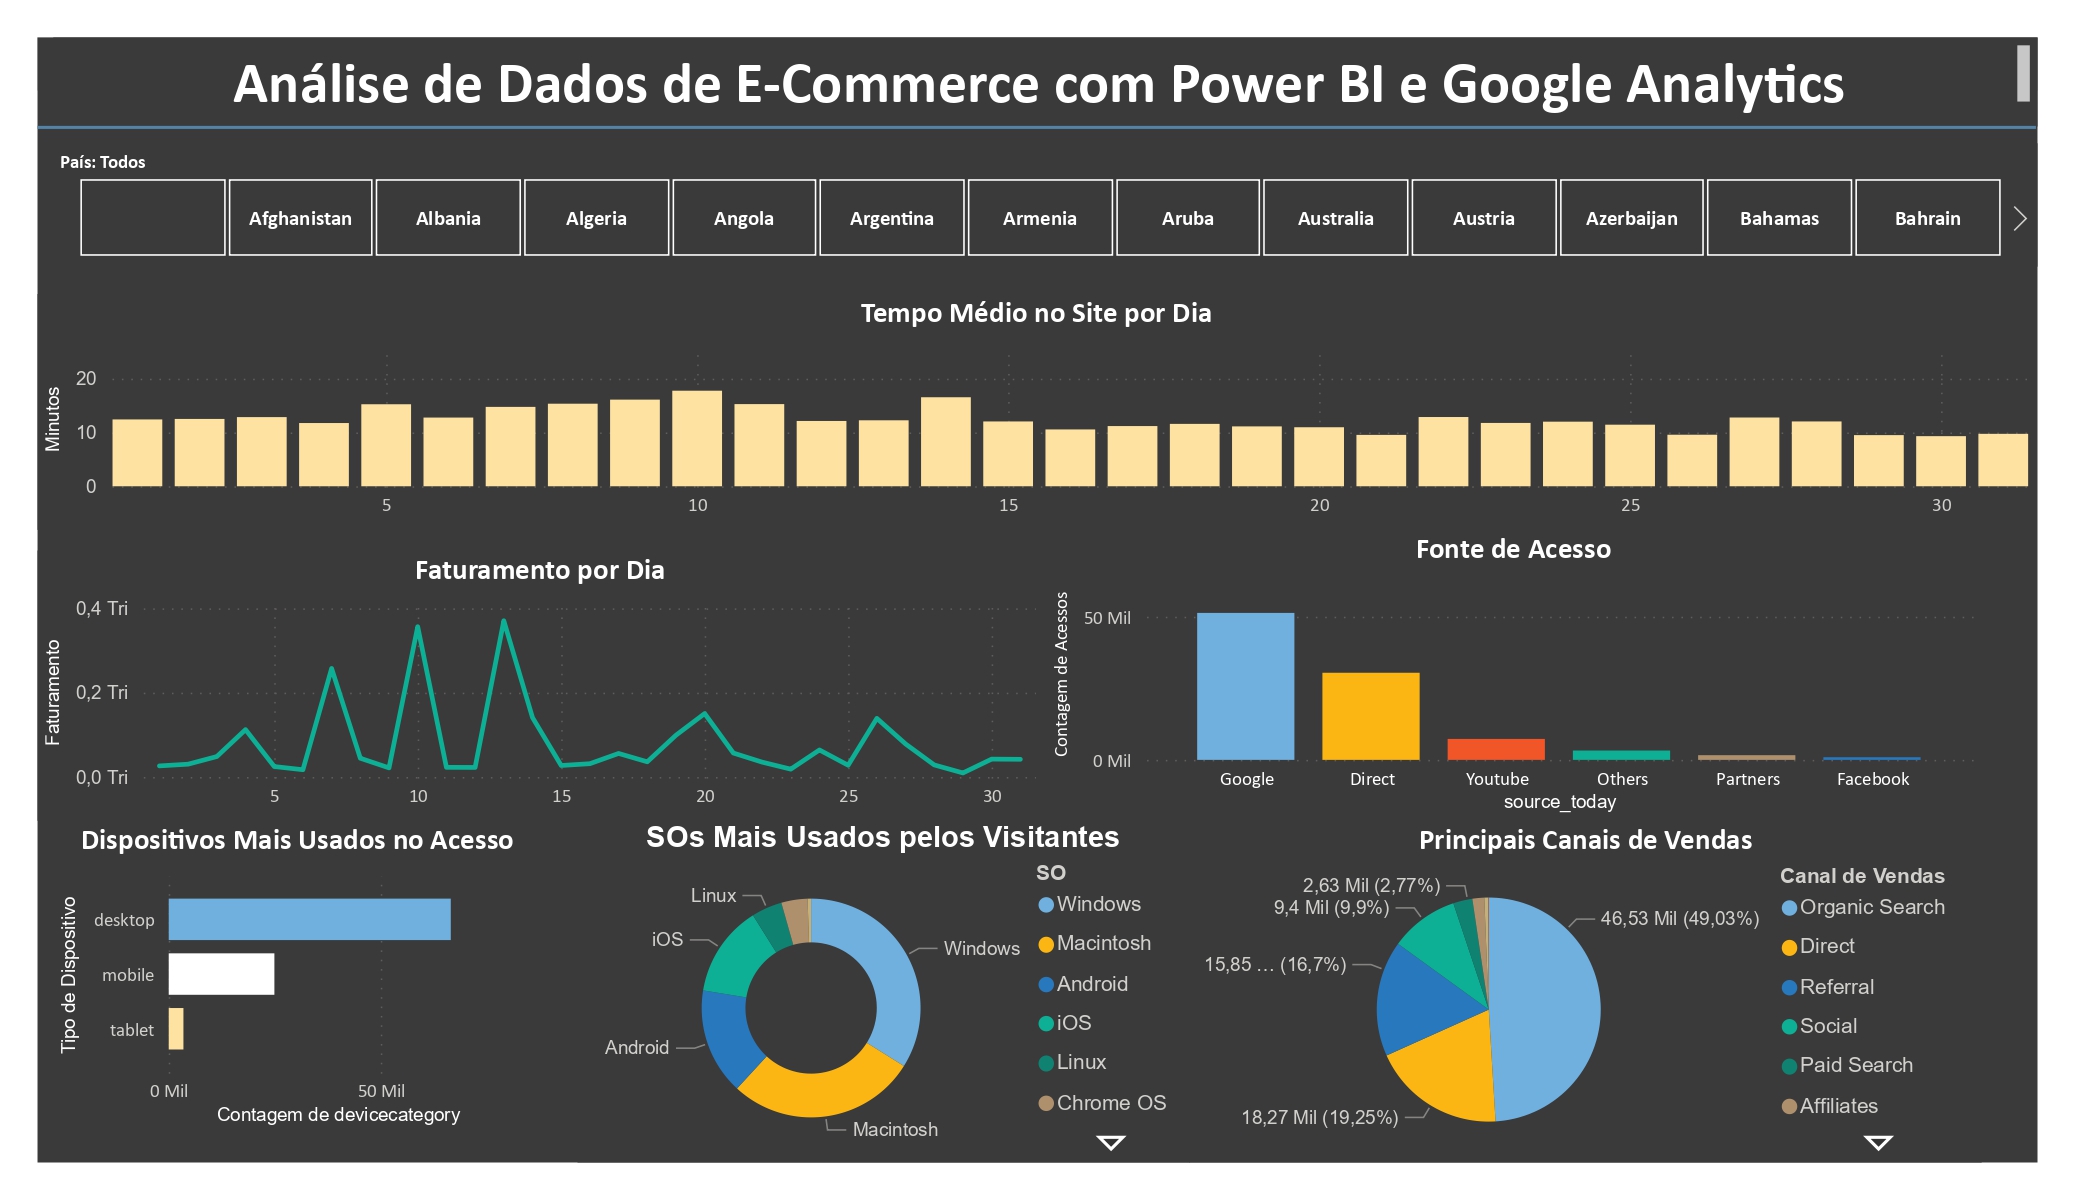 Análise de Dados de E-Commerce com Power BI e Google Analytics
País: Todos
Afghanistan Albania Algeria Angola Argentina Armenia Aruba Australia Austria Azerbaijan Bahamas Bahrain
Tempo Médio no Site por Dia
Minutos
20
10
0
5 10 15 20 25 30
Faturamento por Dia
Faturamento
0,4 Tri
0,2 Tri
0,0 Tri
5 10 15 20 25 30
Fonte de Acesso
Contagem de Acessos
50 Mil
0 Mil
Google Direct Youtube Others Partners Facebook
source_today
Dispositivos Mais Usados no Acesso
Tipo de Dispositivo
desktop
mobile
tablet
0 Mil 50 Mil
Contagem de devicecategory
SOs Mais Usados pelos Visitantes
Linux
iOS
Android
Windows
Macintosh
SO
Windows
Macintosh
Android
iOS
Linux
Chrome OS
Principais Canais de Vendas
2,63 Mil (2,77%)
9,4 Mil (9,9%)
15,85 ... (16,7%)
18,27 Mil (19,25%)
46,53 Mil (49,03%)
Canal de Vendas
Organic Search
Direct
Referral
Social
Paid Search
Affiliates